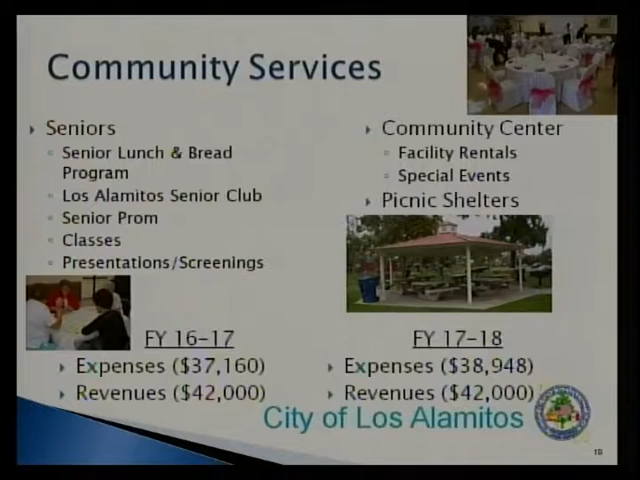 Community Services
Seniors
Senior Lunch & Bread
Program
Los Alamitos Senior Club
Senior Prom
Classes
Presentations/Screenings
Community Center
Facility Rentals
Special Events
Picnic Shelters
FY 16-17
Expenses ($37,160)
Revenues ($42,000)
FY 17-18
Expenses ($38,948)
Revenues ($42,000)
City of Los Alamitos